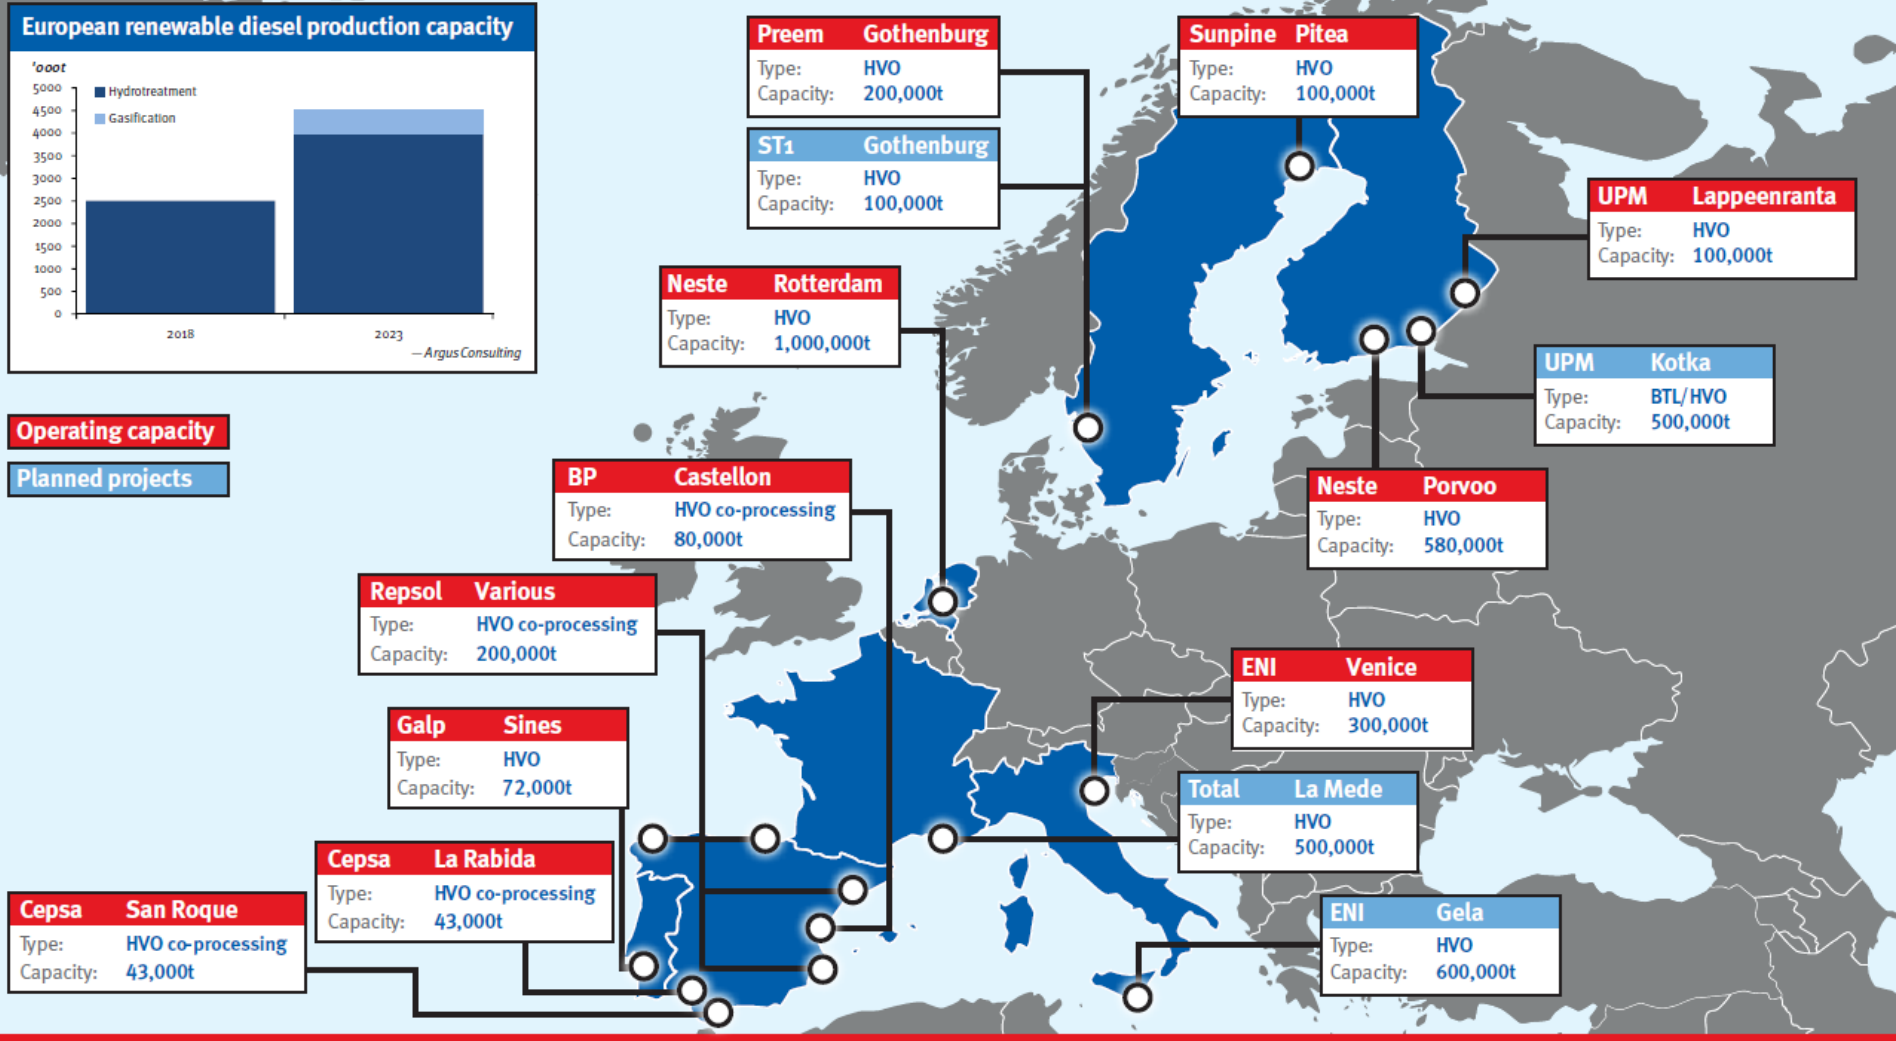 European renewable diesel production capacity
'000t
5000
4500
4000
3500
3000
2500
2000
1500
1000
500
0
Hydrotreatment
Gasification
2018
2023
— Argus Consulting
Operating capacity
Planned projects
Preem Gothenburg
Type: HVO
Capacity: 200,000t
ST1 Gothenburg
Type: HVO
Capacity: 100,000t
Sunpine Pitea
Type: HVO
Capacity: 100,000t
UPM Lappeenranta
Type: HVO
Capacity: 100,000t
Neste Rotterdam
Type: HVO
Capacity: 1,000,000t
UPM Kotka
Type: BTL/HVO
Capacity: 500,000t
BP Castellon
Type: HVO co-processing
Capacity: 80,000t
Neste Porvoo
Type: HVO
Capacity: 580,000t
Repsol Various
Type: HVO co-processing
Capacity: 200,000t
ENI Venice
Type: HVO
Capacity: 300,000t
Galp Sines
Type: HVO
Capacity: 72,000t
Total La Mede
Type: HVO
Capacity: 500,000t
Cepsa La Rabida
Type: HVO co-processing
Capacity: 43,000t
Cepsa San Roque
Type: HVO co-processing
Capacity: 43,000t
ENI Gela
Type: HVO
Capacity: 600,000t